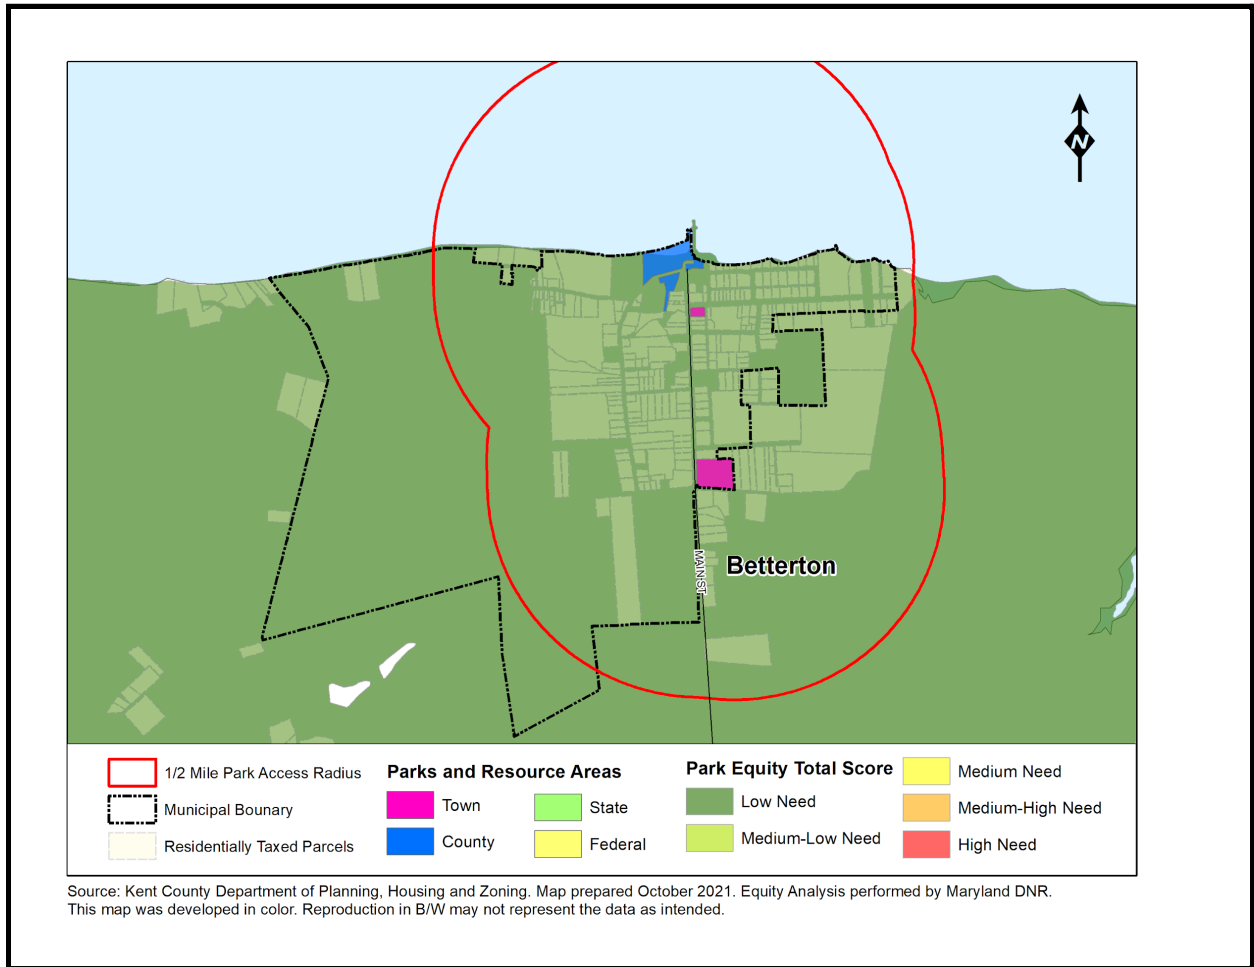 N
MAIN ST
Betterton
1/2 Mile Park Access Radius
Municipal Bounary
Residentially Taxed Parcels
Parks and Resource Areas
Town
County
State
Federal
Park Equity Total Score
Low Need
Medium-Low Need
Medium Need
Medium-High Need
High Need
Source: Kent County Department of Planning, Housing and Zoning. Map prepared October 2021. Equity Analysis performed by Maryland DNR.
This map was developed in color. Reproduction in B/W may not represent the data as intended.